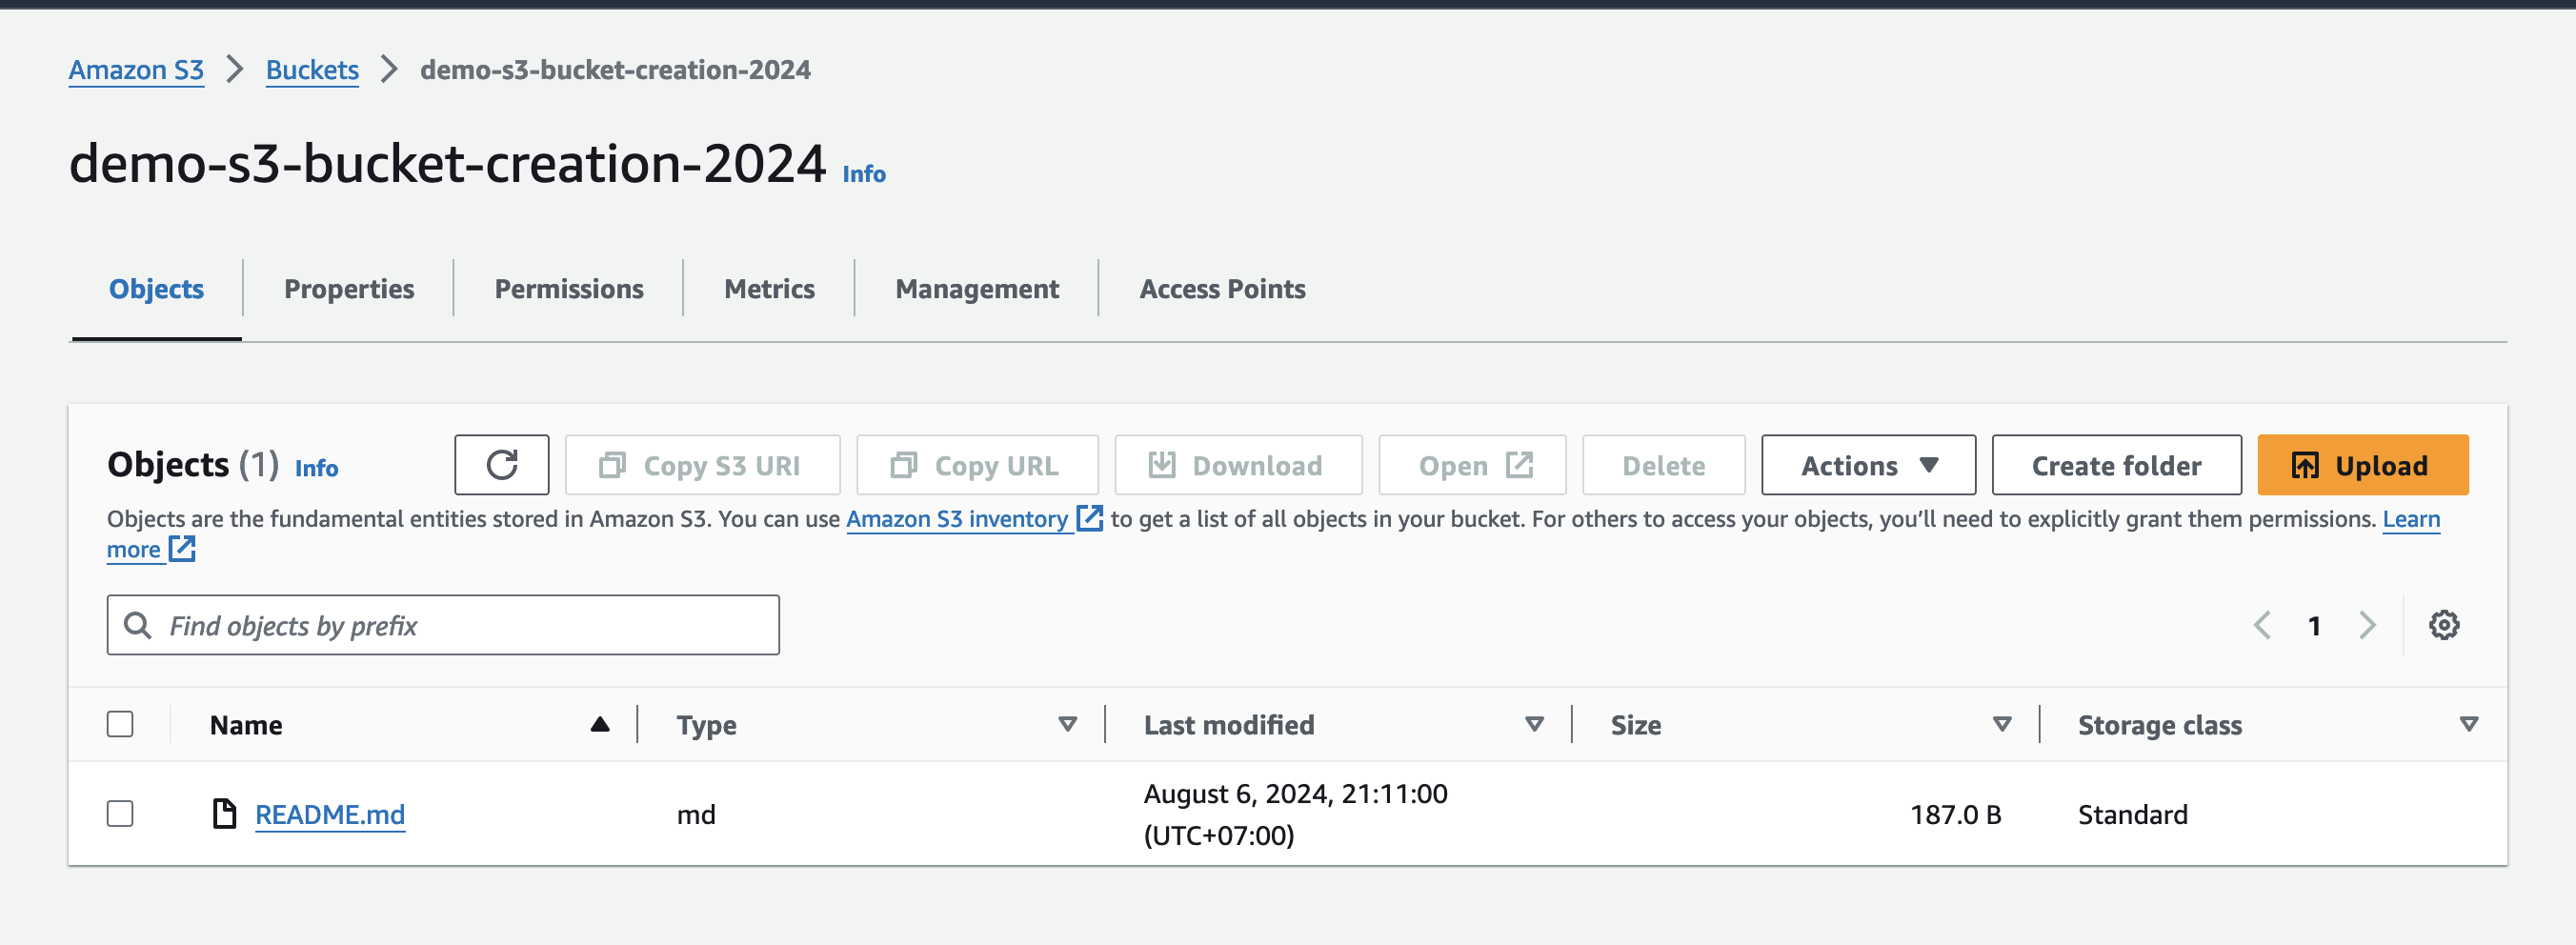 Amazon S3 Buckets demo-s3-bucket-creation-2024
demo-s3-bucket-creation-2024 Info
Objects Properties Permissions Metrics Management Access Points
Objects (1) Info Copy S3 URI Copy URL Download Open Delete Actions Create folder Upload
Objects are the fundamental entities stored in Amazon S3. You can use Amazon S3 inventory to get a list of all objects in your bucket. For others to access your objects, you’ll need to explicitly grant them permissions. Learn
more
Find objects by prefix 1
Name Type Last modified Size Storage class
README.md md August 6, 2024, 21:11:00 187.0 B Standard
(UTC+07:00)